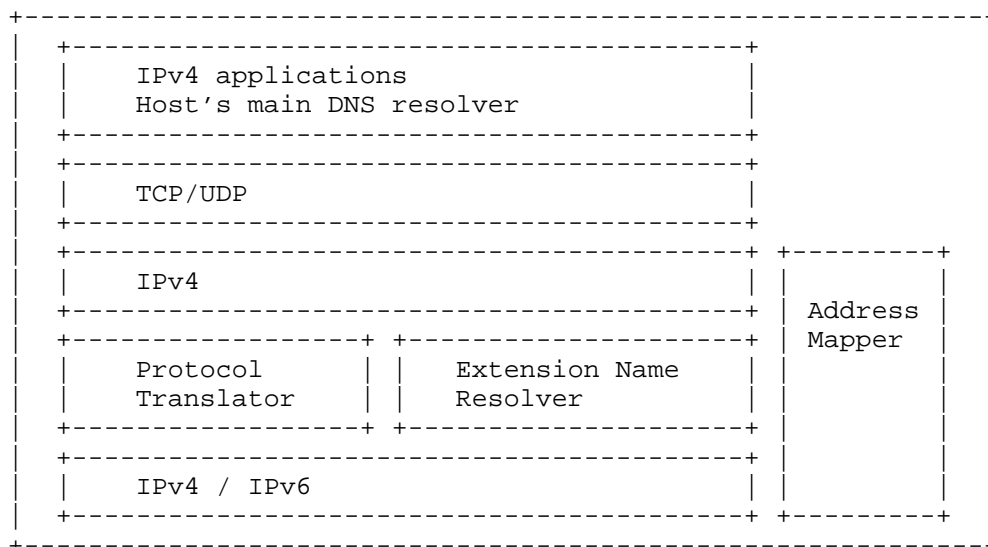 IPv4 applications
Host's main DNS resolver
TCP/UDP
IPv4
Address
Mapper
Protocol
Translator
Extension Name
Resolver
IPv4 / IPv6